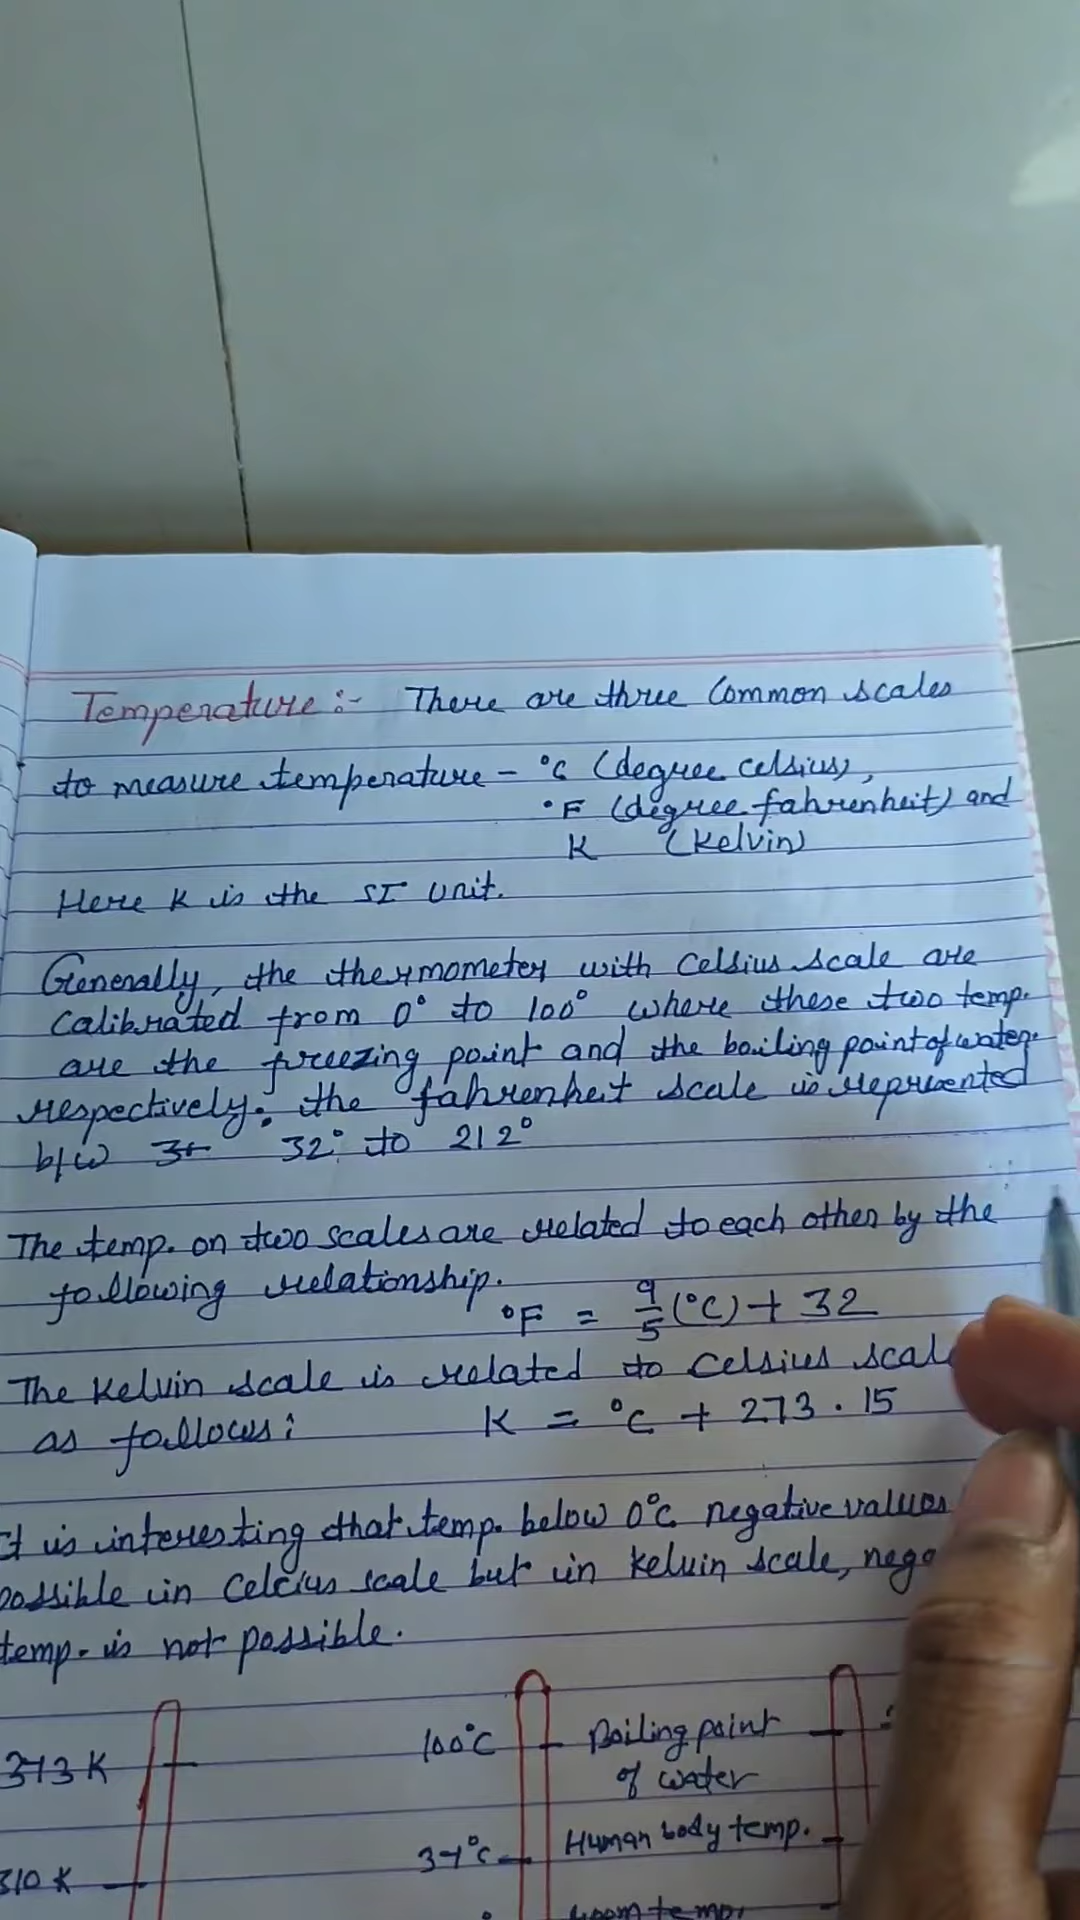 Temperature :- There are three Common scales
to measure temperature - °C (degree celsius),
°F (degree fahrenheit) and
K (Kelvin)
Here K is the SI Unit.
Generally, the thermometer with Celsius scale are
Calibrated from 0° to 100° where these two temp.
are the freezing point and the boiling point of water
respectively. the fahrenheit scale is represented
b/w 32° to 212°
The temp. on two scales are related to each other by the
following relationship.
°F = 9/5 (°C) + 32
The Kelvin scale is related to Celsius
as follows: K = °C + 273.15
It is interesting that temp. below 0°C negative values
possible in Celcius scale but in Kelvin scale,
temp. is not possible.
373 K 100°C Boiling point
of water
310 K 37°C Human body temp.
room temp.